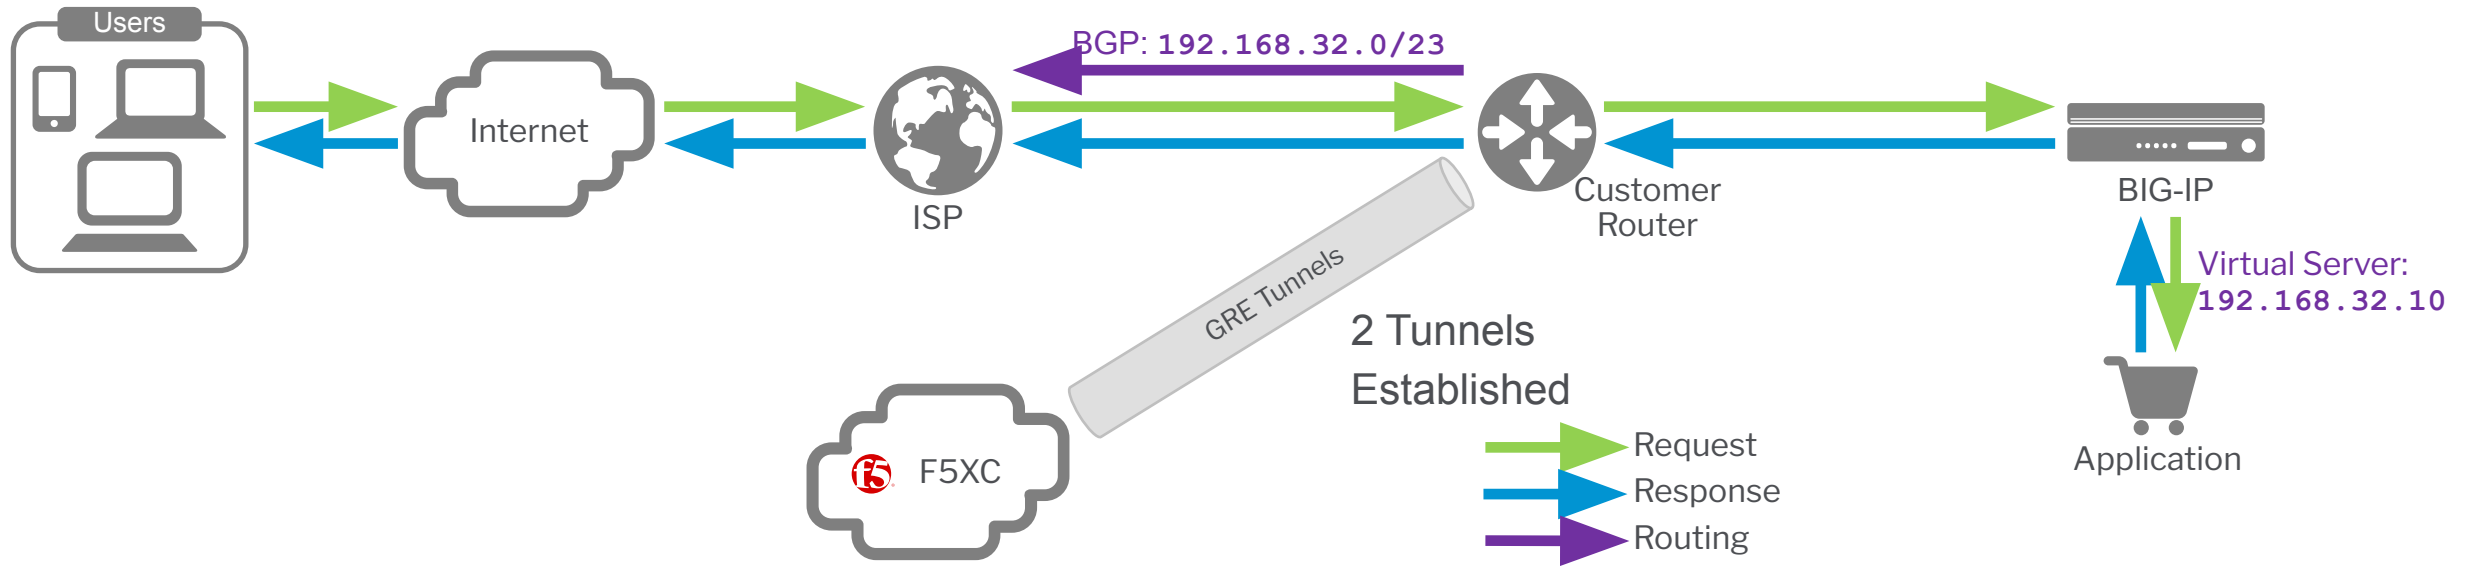 Users
BGP: 192.168.32.0/23
Internet
ISP
Customer
Router
BIG-IP
Virtual Server:
192.168.32.10
GRE Tunnels
2 Tunnels
Established
f5 F5XC
Application
Request
Response
Routing